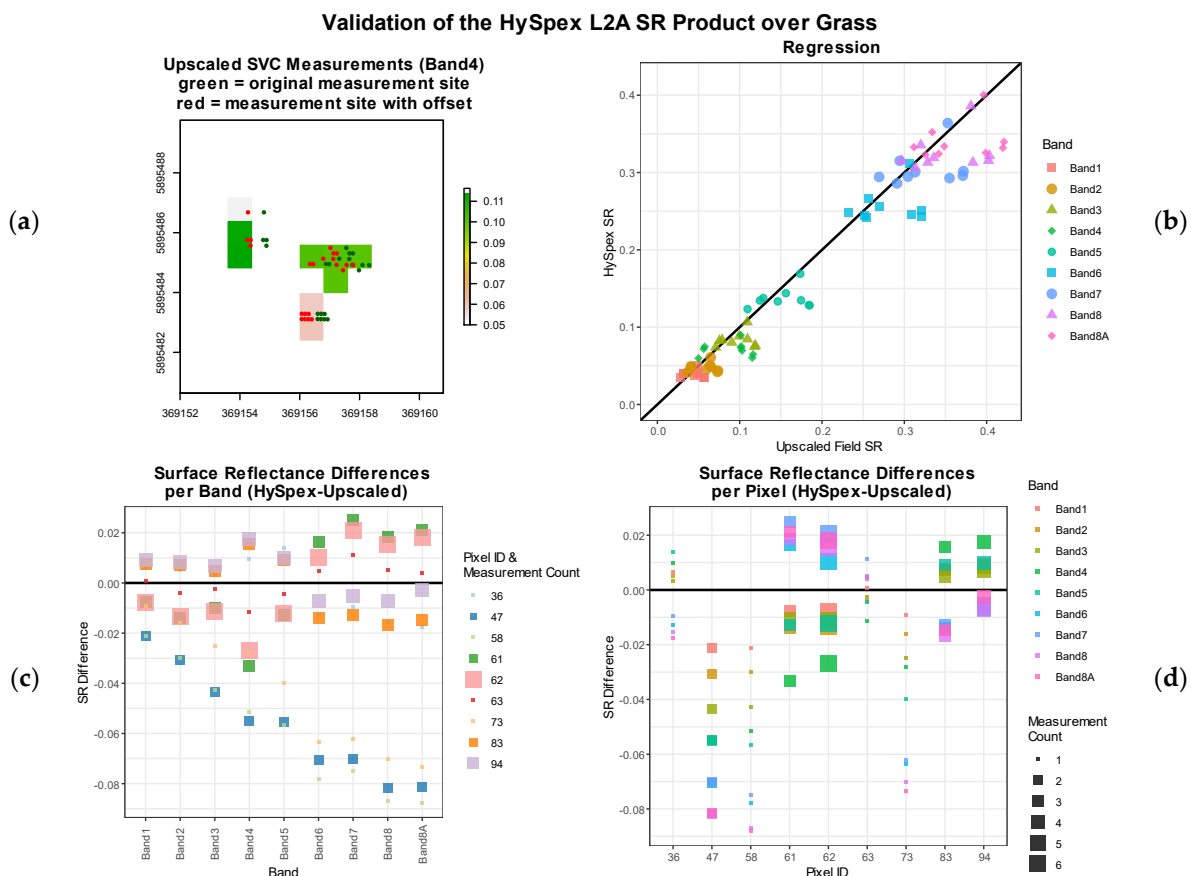 Validation of the HySpex L2A SR Product over Grass
(a)
Upscaled SVC Measurements (Band4)
green = original measurement site
red = measurement site with offset
5895488
5895486
5895484
5895482
369152 369154 369156 369158 369160
0.11
0.10
0.09
0.08
0.07
0.06
0.05
Regression
HySpex SR
0.4
0.3
0.2
0.1
0.0
0.0 0.1 0.2 0.3 0.4
Upscaled Field SR
Band
Band1
Band2
Band3
Band4
Band5
Band6
Band7
Band8
Band8A
(b)
(c)
Surface Reflectance Differences
per Band (HySpex-Upscaled)
SR Difference
0.02
0.00
-0.02
-0.04
-0.06
-0.08
Band1 Band2 Band3 Band4 Band5 Band6 Band7 Band8 Band8A
Band
Pixel ID &
Measurement Count
36
47
58
61
62
63
73
83
94
Surface Reflectance Differences
per Pixel (HySpex-Upscaled)
SR Difference
0.02
0.00
-0.02
-0.04
-0.06
-0.08
36 47 58 61 62 63 73 83 94
Pixel ID
Band
Band1
Band2
Band3
Band4
Band5
Band6
Band7
Band8
Band8A
Measurement
Count
1
2
3
4
5
6
(d)